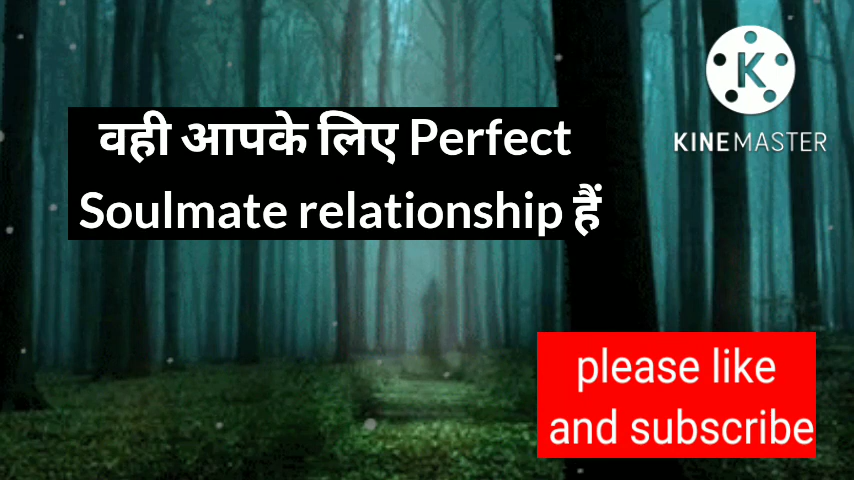 वही आपके लिए Perfect
Soulmate relationship हैं
K
KINEMASTER
please like
and subscribe